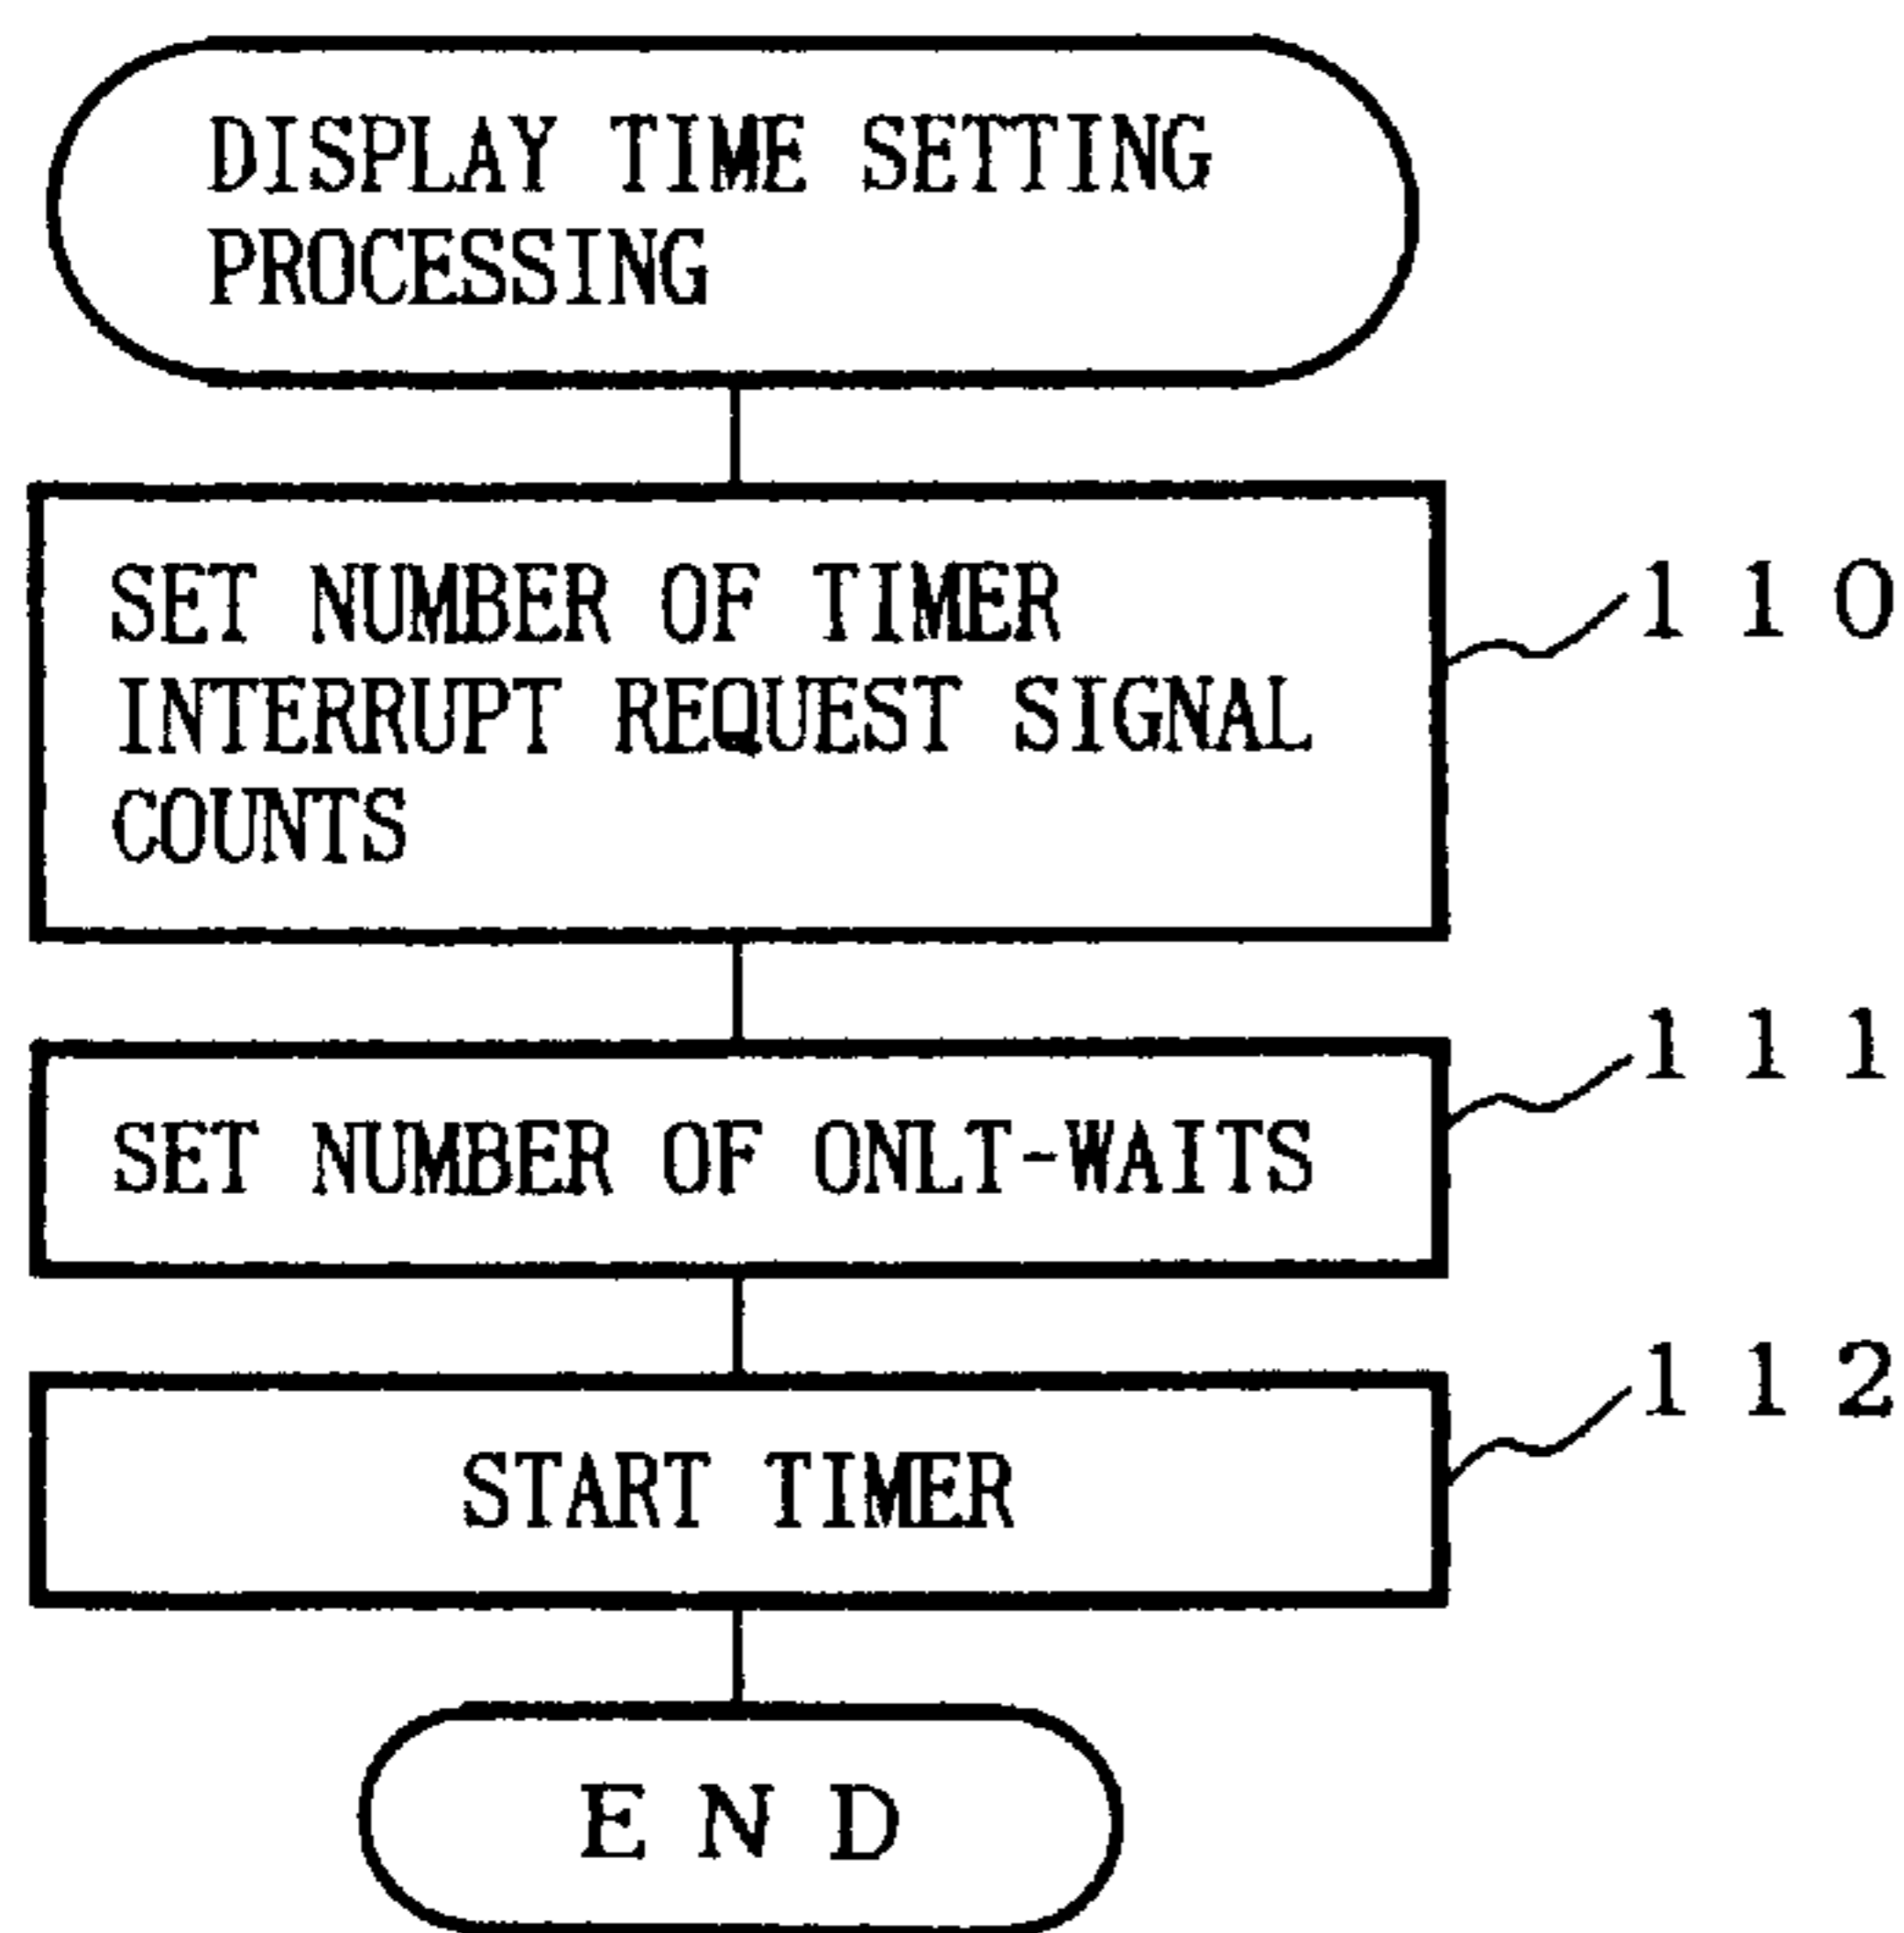 DISPLAY TIME SETTING
PROCESSING
SET NUMBER OF TIMER
INTERRUPT REQUEST SIGNAL
COUNTS
110
SET NUMBER OF ONLT-WAITS
111
START TIMER
112
END